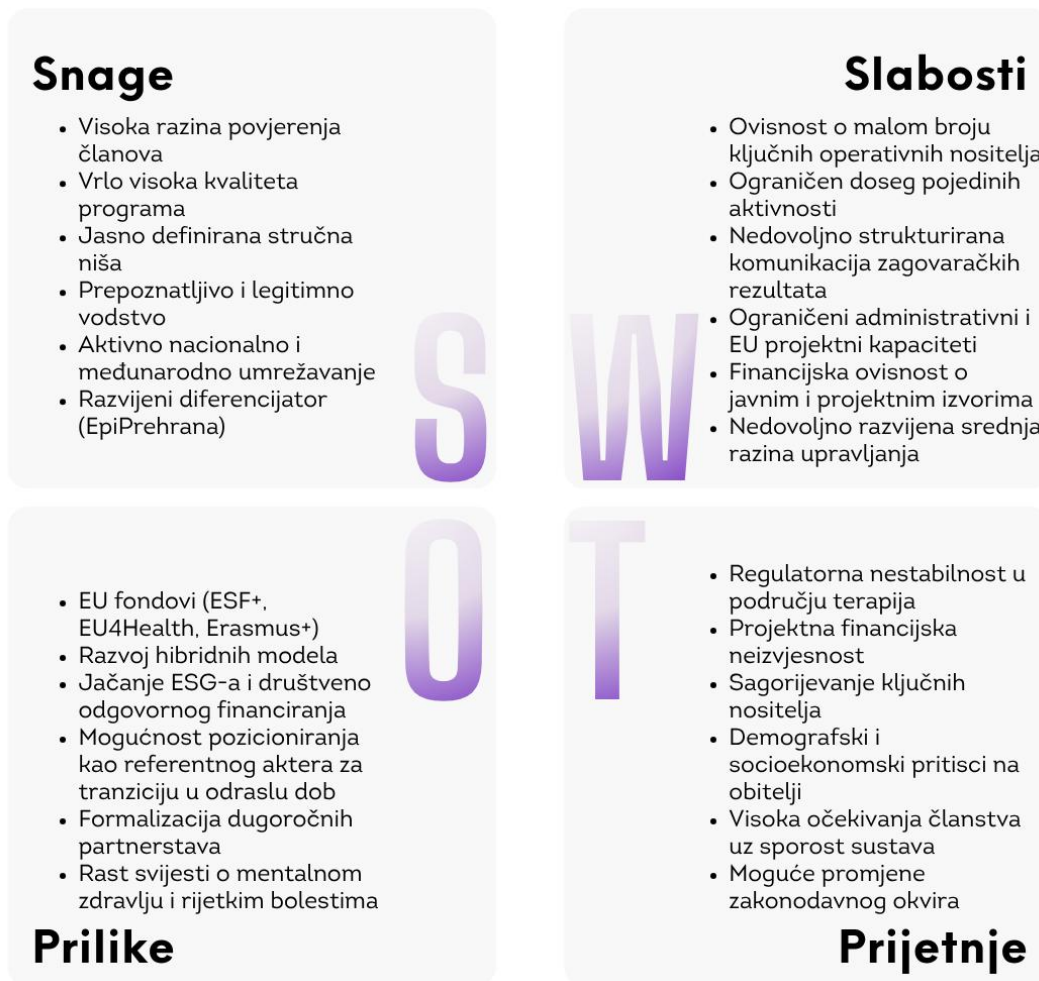 Snage
• Visoka razina povjerenja
članova
• Vrlo visoka kvaliteta
programa
• Jasno definirana stručna
niša
• Prepoznatljivo i legitimno
vodstvo
• Aktivno nacionalno i
međunarodno umrežavanje
• Razvijeni diferencijator
(EpiPrehrana)
S
Slabosti
• Ovisnost o malom broju
ključnih operativnih nositelja
• Ograničen doseg pojedinih
aktivnosti
• Nedovoljno strukturirana
komunikacija zagovaračkih
rezultata
• Ograničeni administrativni i
EU projektni kapaciteti
• Financijska ovisnost o
javnim i projektnim izvorima
• Nedovoljno razvijena srednja
razina upravljanja
W
O
• EU fondovi (ESF+,
EU4Health, Erasmus+)
• Razvoj hibridnih modela
• Jačanje ESG-a i društveno
odgovornog financiranja
• Mogućnost pozicioniranja
kao referentnog aktera za
tranziciju u odraslu dob
• Formalizacija dugoročnih
partnerstava
• Rast svijesti o mentalnom
zdravlju i rijetkim bolestima
Prilike
T
• Regulatorna nestabilnost u
području terapija
• Projektna financijska
neizvjesnost
• Sagorijevanje ključnih
nositelja
• Demografski i
socioekonomski pritisci na
obitelji
• Visoka očekivanja članstva
uz sporost sustava
• Moguće promjene
zakonodavnog okvira
Prijetnje